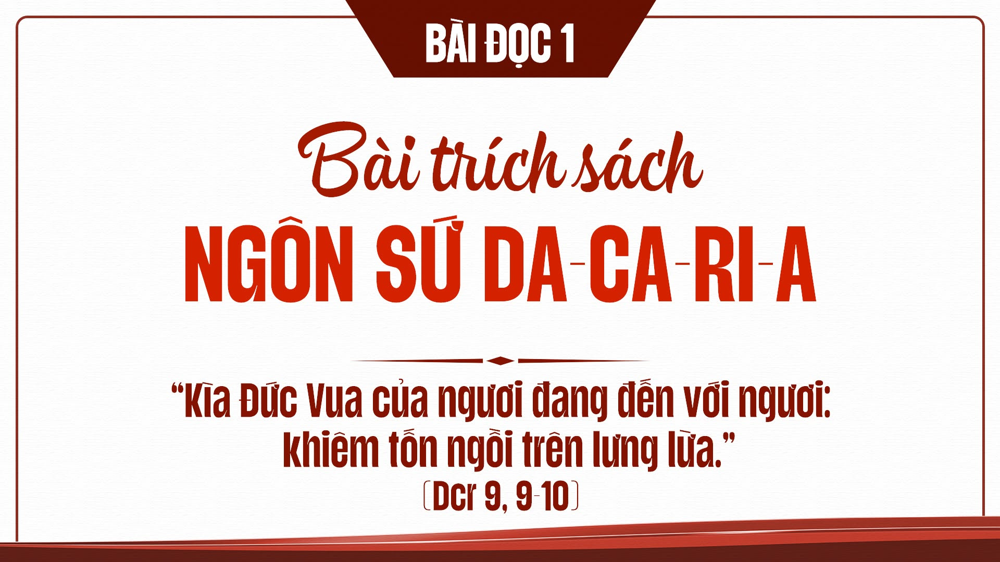 BÀI ĐỌC 1
Bài trích sách
NGÔN SỨ DA-CA-RI-A
“Kìa Đức Vua của ngươi đang đến với ngươi:
khiêm tốn ngồi trên lưng lừa.”
(Dcr 9, 9-10)